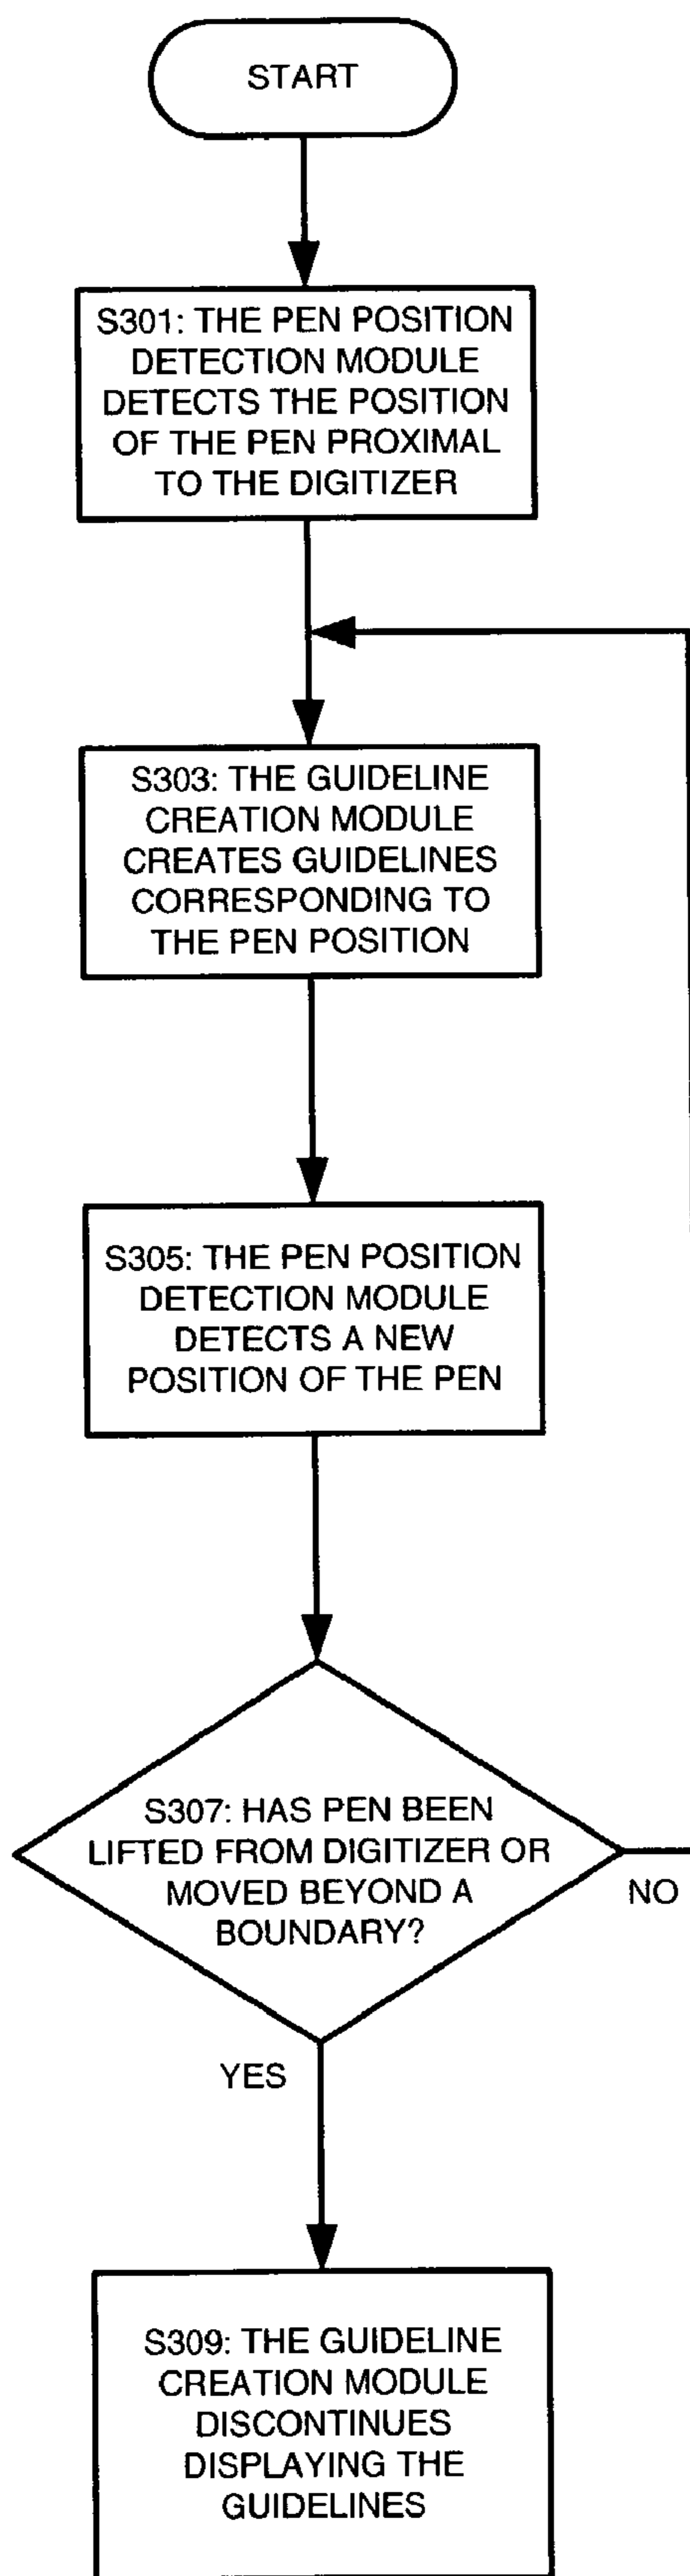 START
S301: THE PEN POSITION
DETECTION MODULE
DETECTS THE POSITION
OF THE PEN PROXIMAL
TO THE DIGITIZER
S303: THE GUIDELINE
CREATION MODULE
CREATES GUIDELINES
CORRESPONDING TO
THE PEN POSITION
S305: THE PEN POSITION
DETECTION MODULE
DETECTS A NEW
POSITION OF THE PEN
S307: HAS PEN BEEN
LIFTED FROM DIGITIZER OR
MOVED BEYOND A
BOUNDARY?
NO
YES
S309: THE GUIDELINE
CREATION MODULE
DISCONTINUES
DISPLAYING THE
GUIDELINES